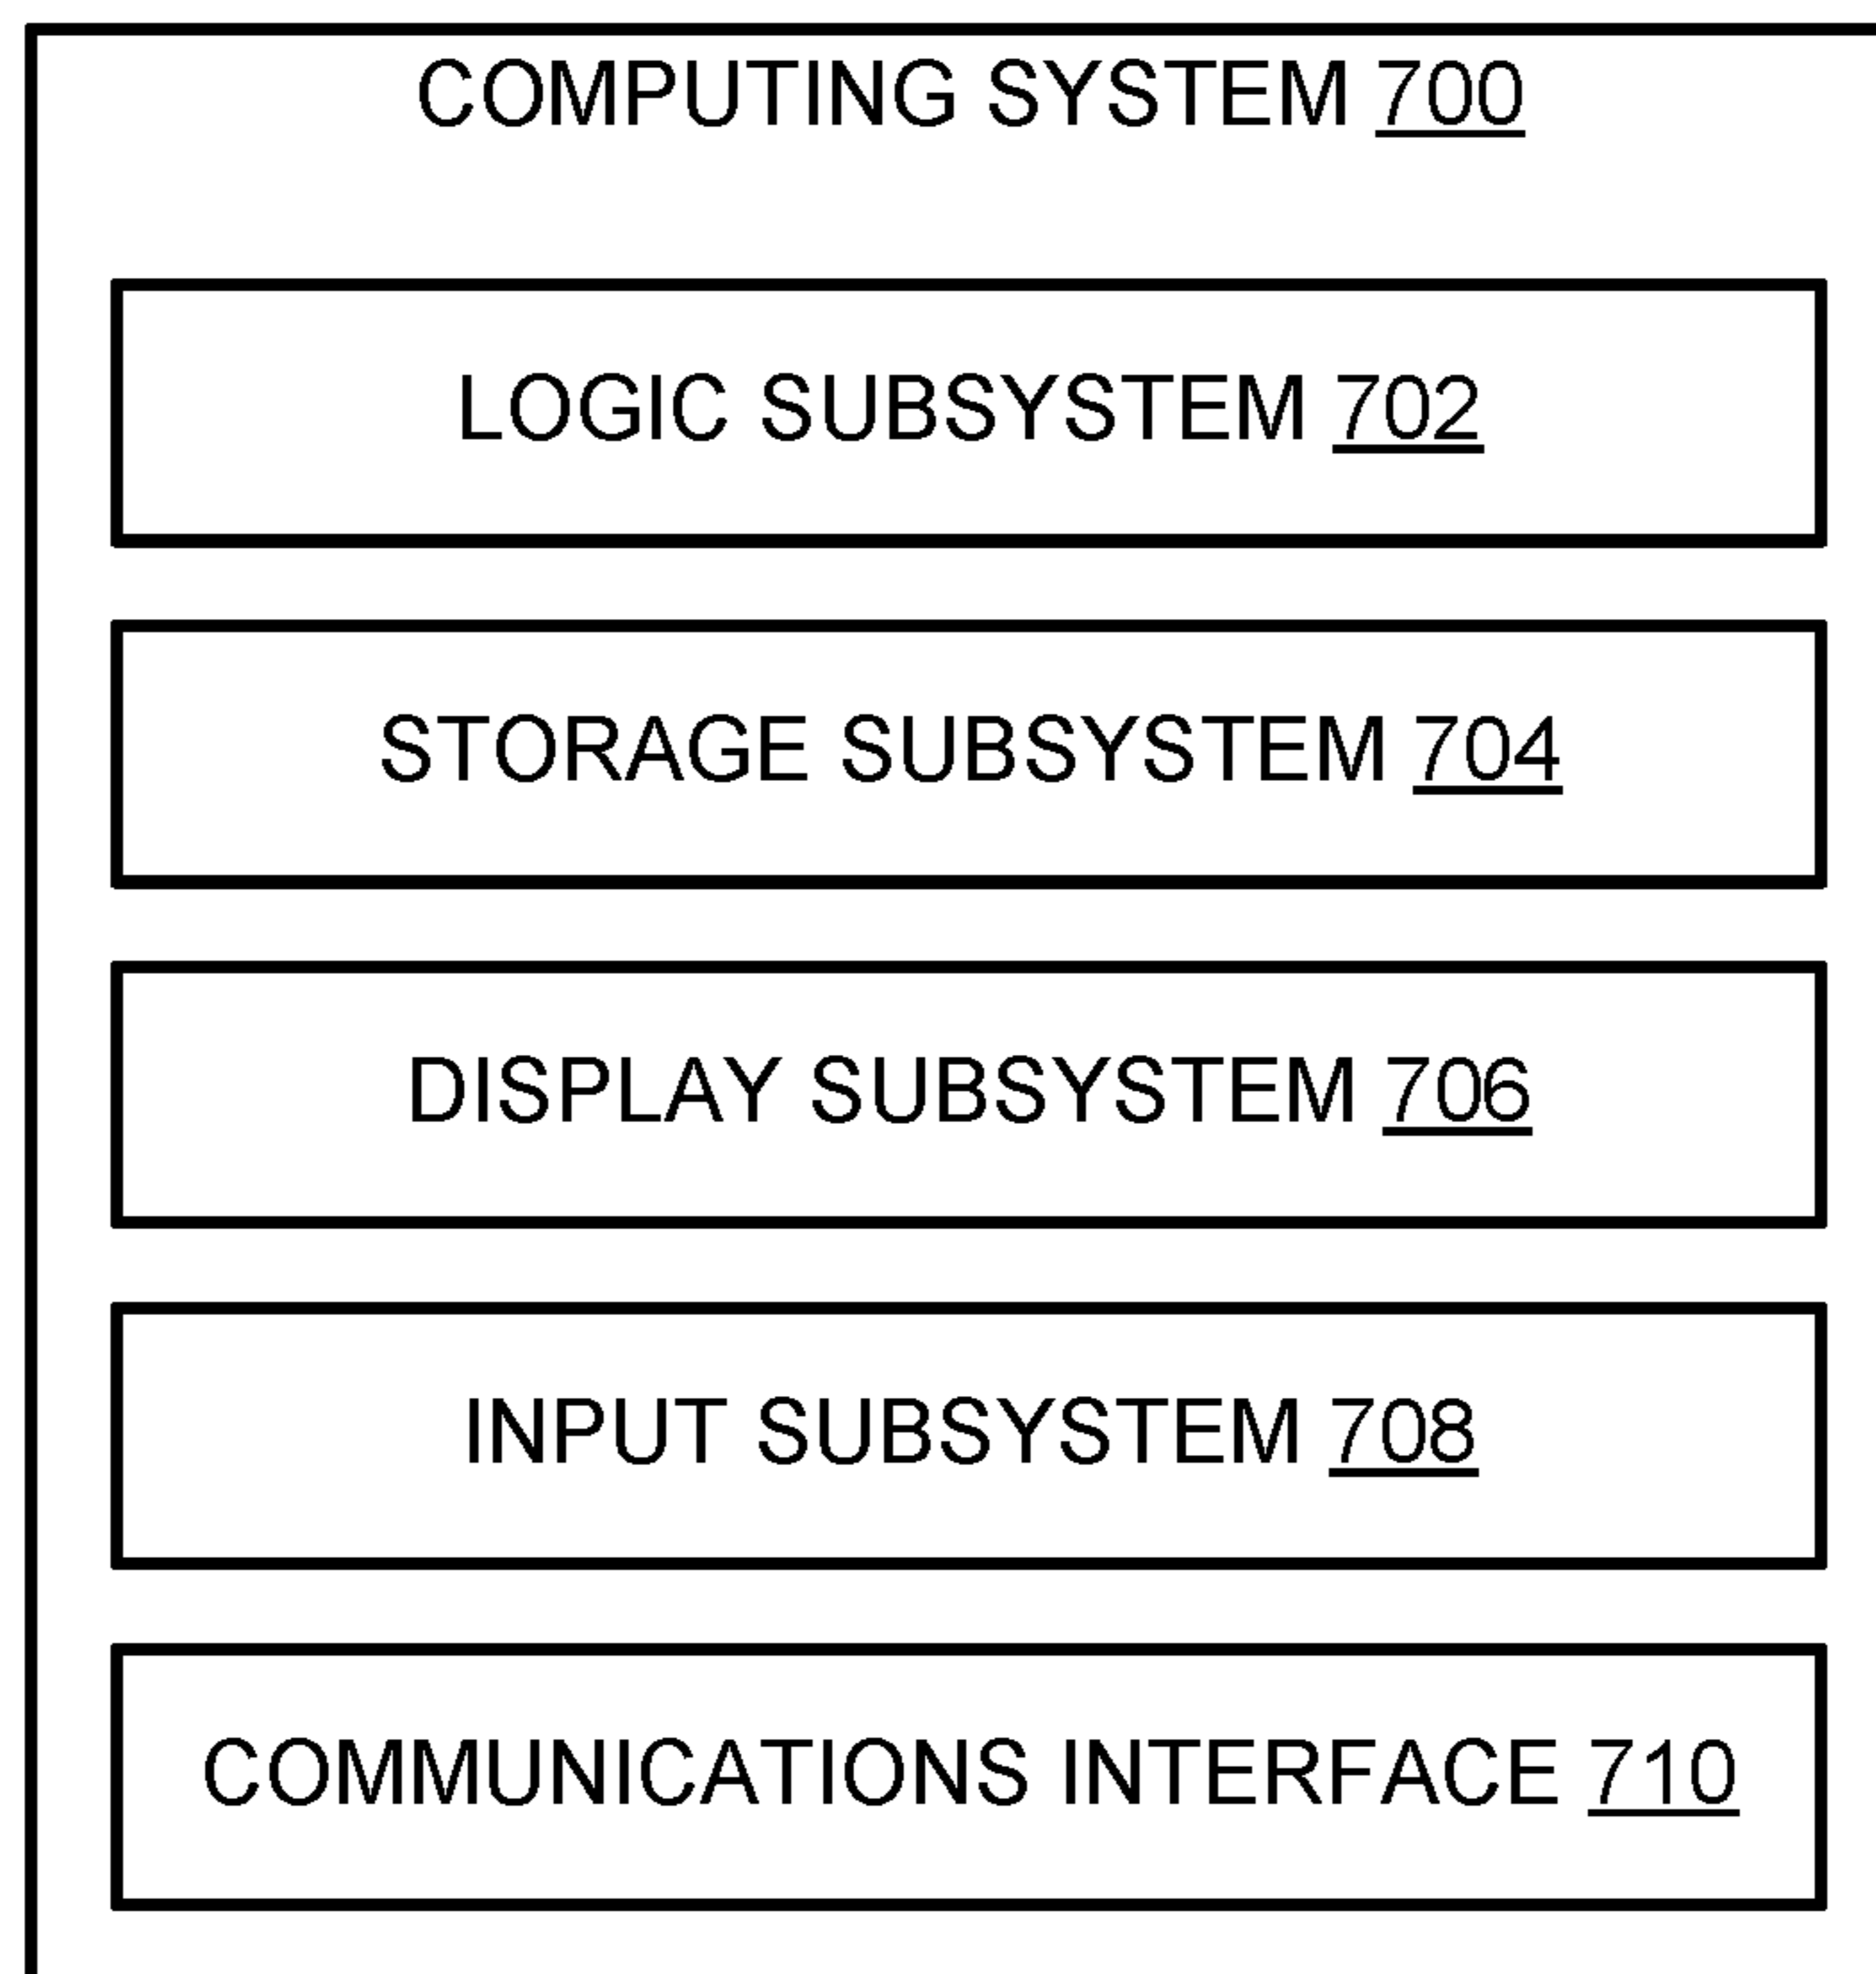 COMPUTING SYSTEM 700
LOGIC SUBSYSTEM 702
STORAGE SUBSYSTEM 704
DISPLAY SUBSYSTEM 706
INPUT SUBSYSTEM 708
COMMUNICATIONS INTERFACE 710